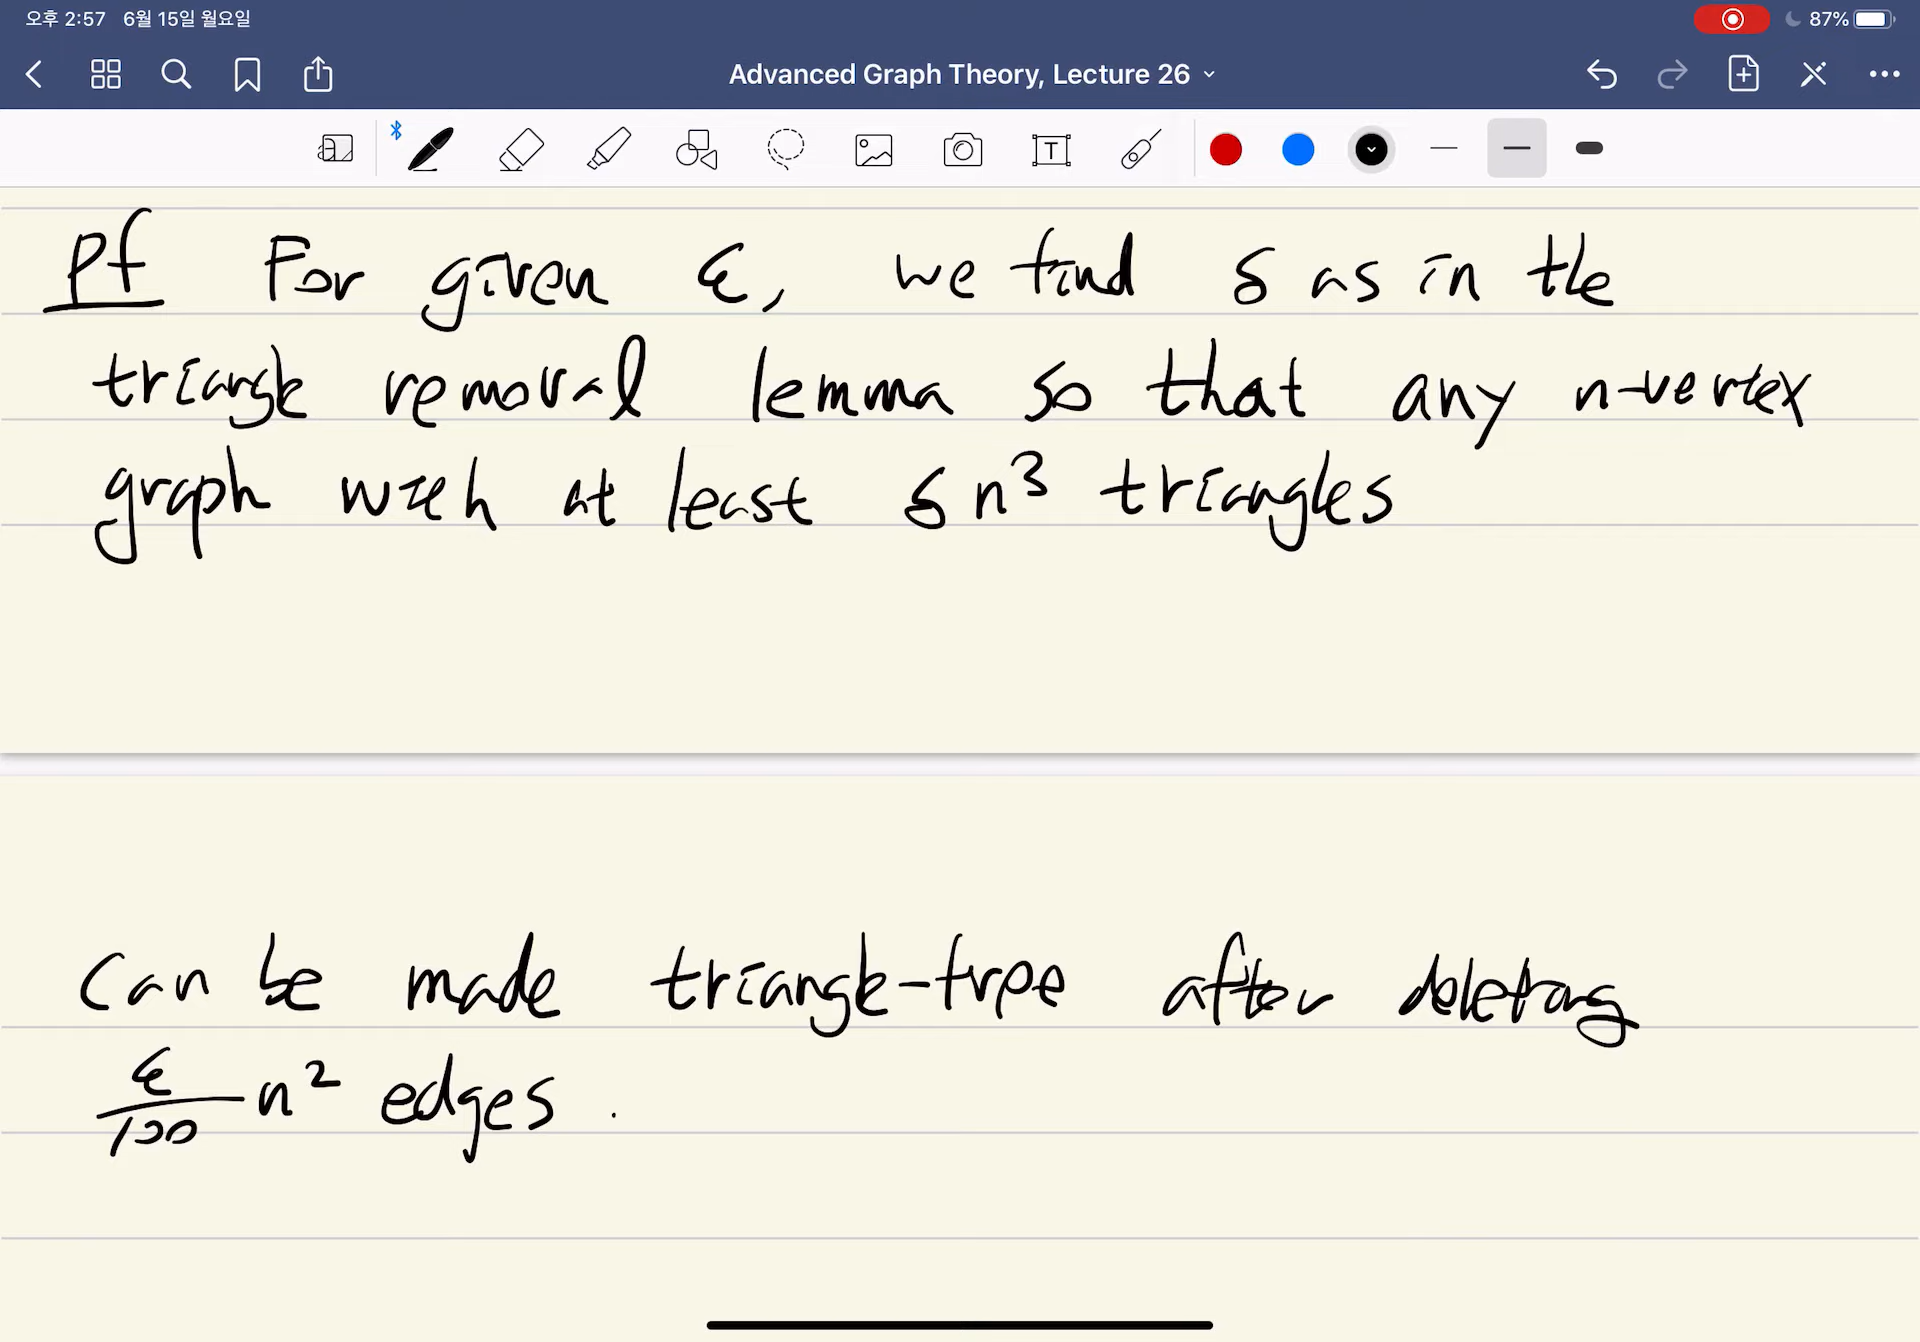 오후 2:57 6월 15일 월요일
87%
Advanced Graph Theory, Lecture 26
Pf For given ε, we find δ as in the
triangle removal lemma so that any n-vertex
graph with at least δn³ triangles
can be made triangle-free after deleting
ε/100 n² edges.